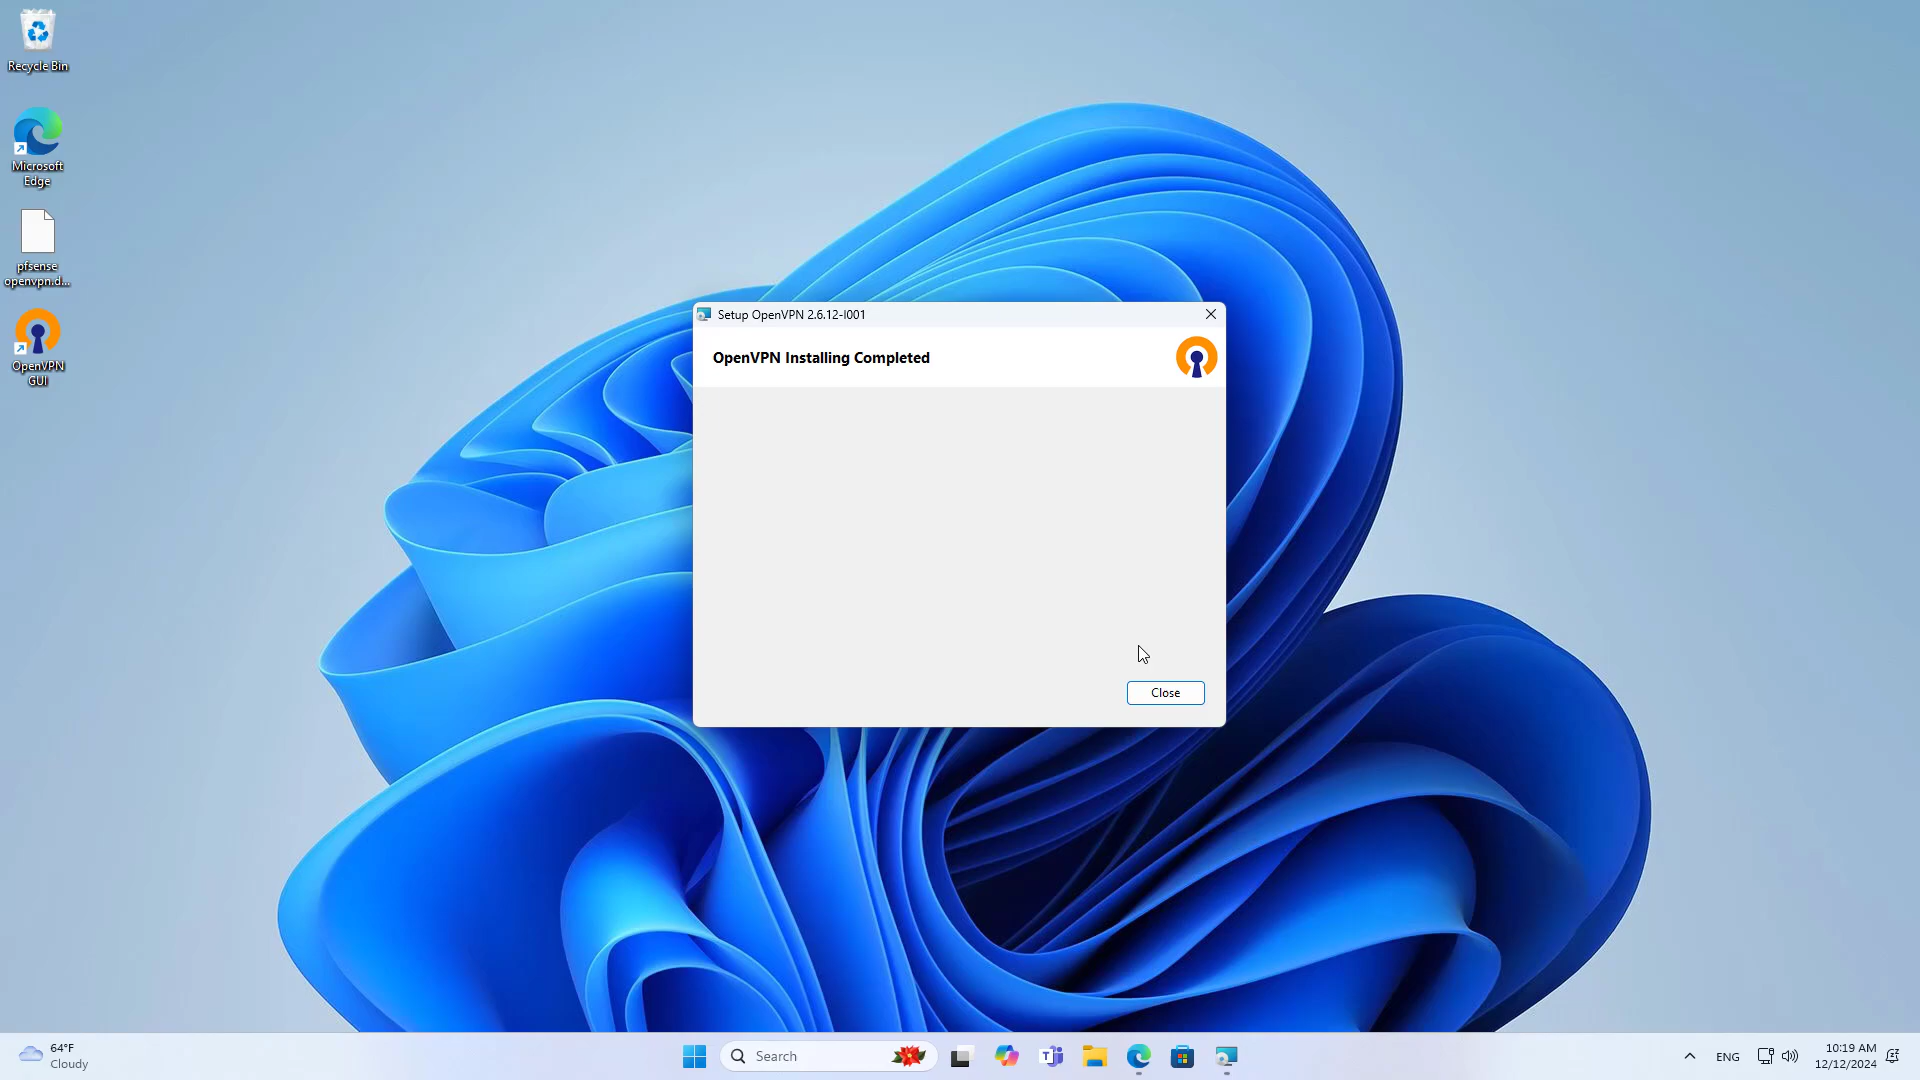 Recycle Bin
Microsoft
Edge
pfsense
openvpn.d...
OpenVPN
GUI
Setup OpenVPN 2.6.12-I001
OpenVPN Installing Completed
Close
64°F
Cloudy
Search
ENG
10:19 AM
12/12/2024